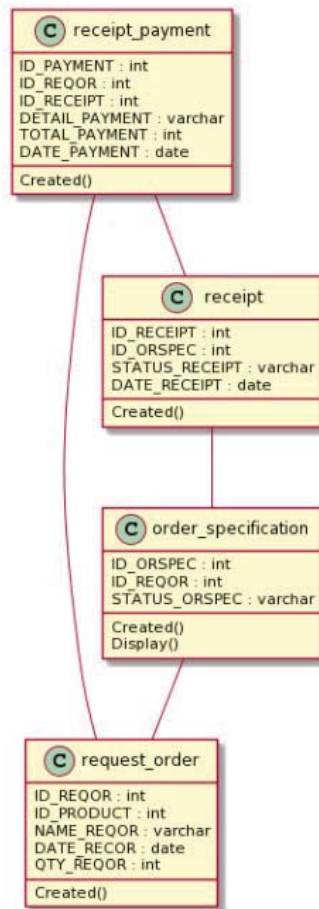 C receipt_payment
ID_PAYMENT : int
ID_REQOR : int
ID_RECEIPT : int
DETAIL_PAYMENT : varchar
TOTAL_PAYMENT : int
DATE_PAYMENT : date
Created()
C receipt
ID_RECEIPT : int
ID_ORSPEC : int
STATUS_RECEIPT : varchar
DATE_RECEIPT : date
Created()
C order_specification
ID_ORSPEC : int
ID_REQOR : int
STATUS_ORSPEC : varchar
Created()
Display()
C request_order
ID_REQOR : int
ID_PRODUCT : int
NAME_REQOR : varchar
DATE_RECOR : date
QTY_REQOR : int
Created()